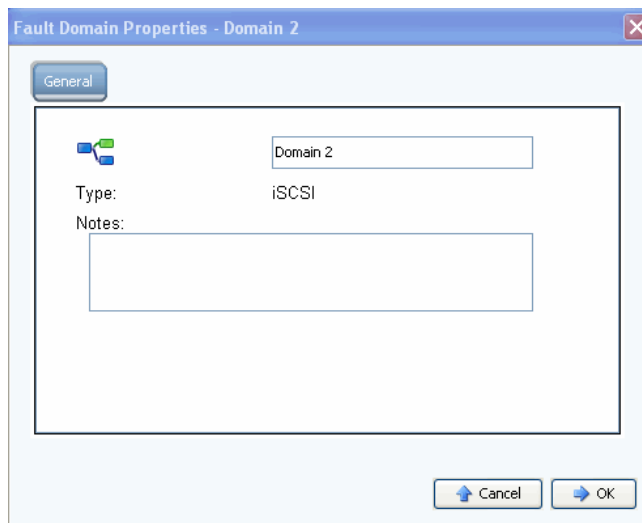 Fault Domain Properties - Domain 2
General
Domain 2
Type: iSCSI
Notes:
Cancel OK